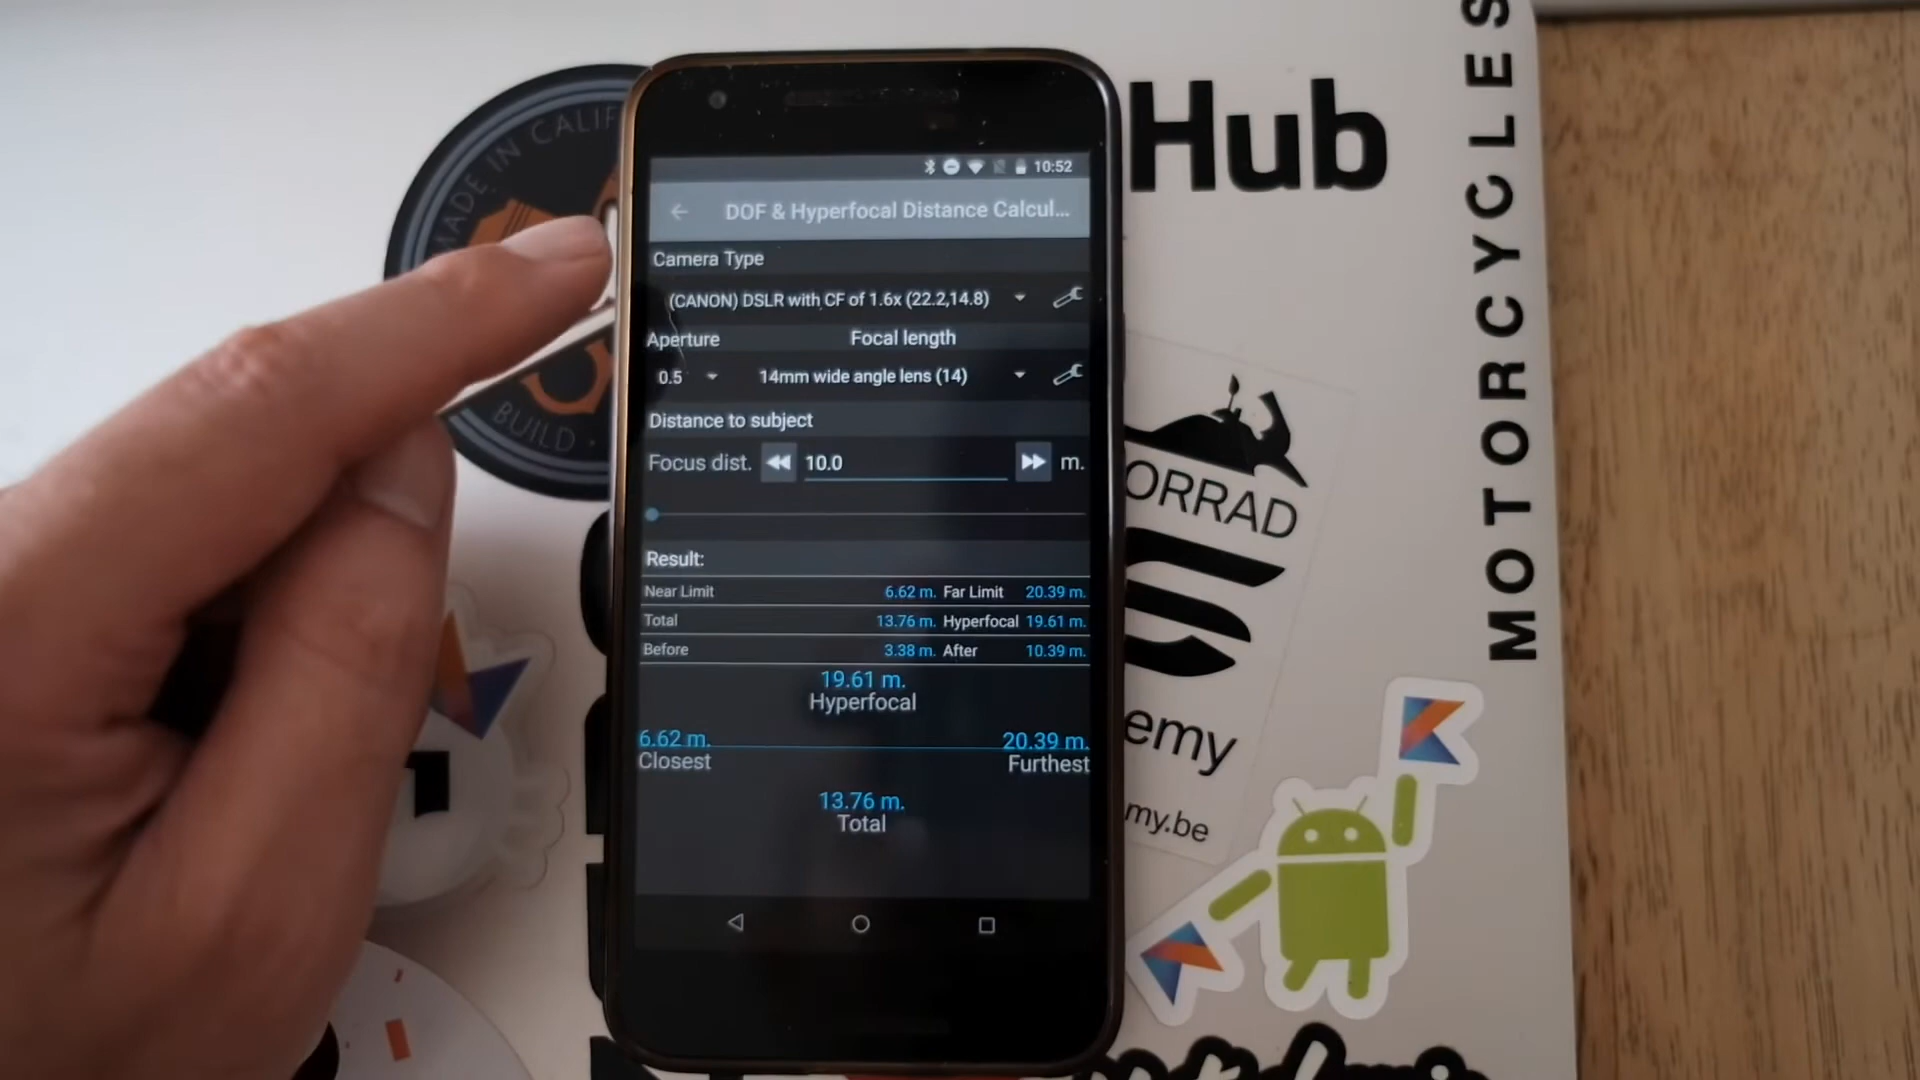 MADE IN CALIF
BUILD ·
Hub
MOTORCYCLES
ORRAD
emy
my.be
10:52
DOF & Hyperfocal Distance Calcul...
Camera Type
(CANON) DSLR with CF of 1.6x (22.2,14.8)
Aperture Focal length
0.5 14mm wide angle lens (14)
Distance to subject
Focus dist. 10.0 m.
Result:
Near Limit 6.62 m. Far Limit 20.39 m.
Total 13.76 m. Hyperfocal 19.61 m.
Before 3.38 m. After 10.39 m.
19.61 m.
Hyperfocal
6.62 m. 20.39 m.
Closest Furthest
13.76 m.
Total